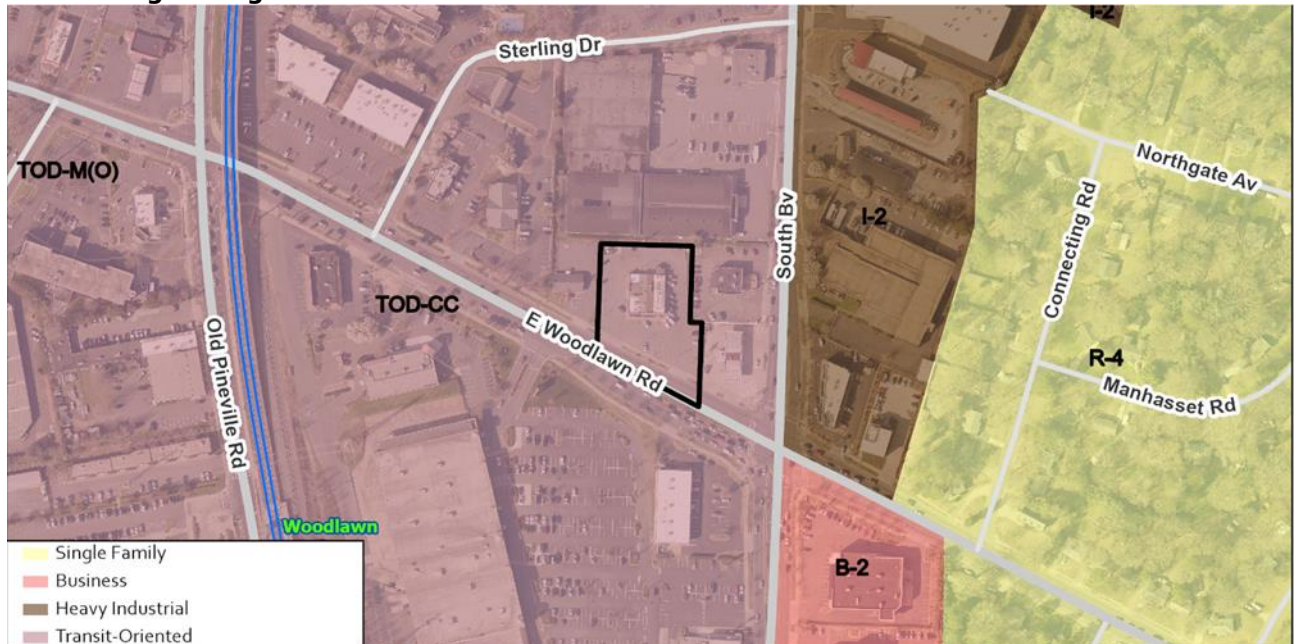 I-2
Sterling Dr
Northgate Av
TOD-M(O)
Connecting Rd
I-2
South Bv
TOD-CC
E Woodlawn Rd
Old Pineville Rd
R-4
Manhasset Rd
Woodlawn
B-2
Single Family
Business
Heavy Industrial
Transit-Oriented